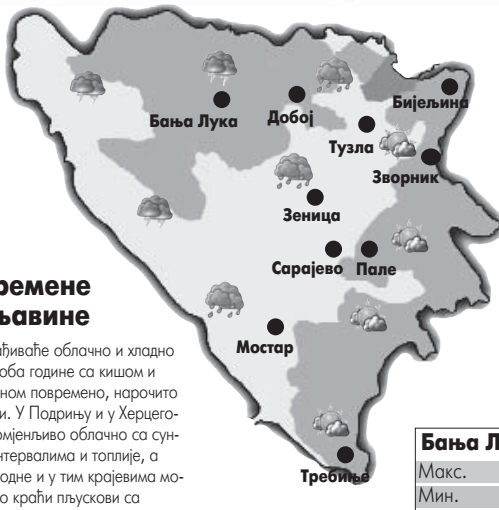 Бања Лука
Добој
Бијељина
Тузла
Зворник
Зеница
Сарајево
Пале
Мостар
Требиње
ремене
љавине
ађиваће облачно и хладно
оба године са кишом и
ном повремено, нарочито
и. У Подрињу и у Херцего-
омјенљиво облачно са сун-
нтервалима и топлије, а
одне и у тим крајевима мо-
о краћи пљускови са
Бања Л
Макс.
Мин.